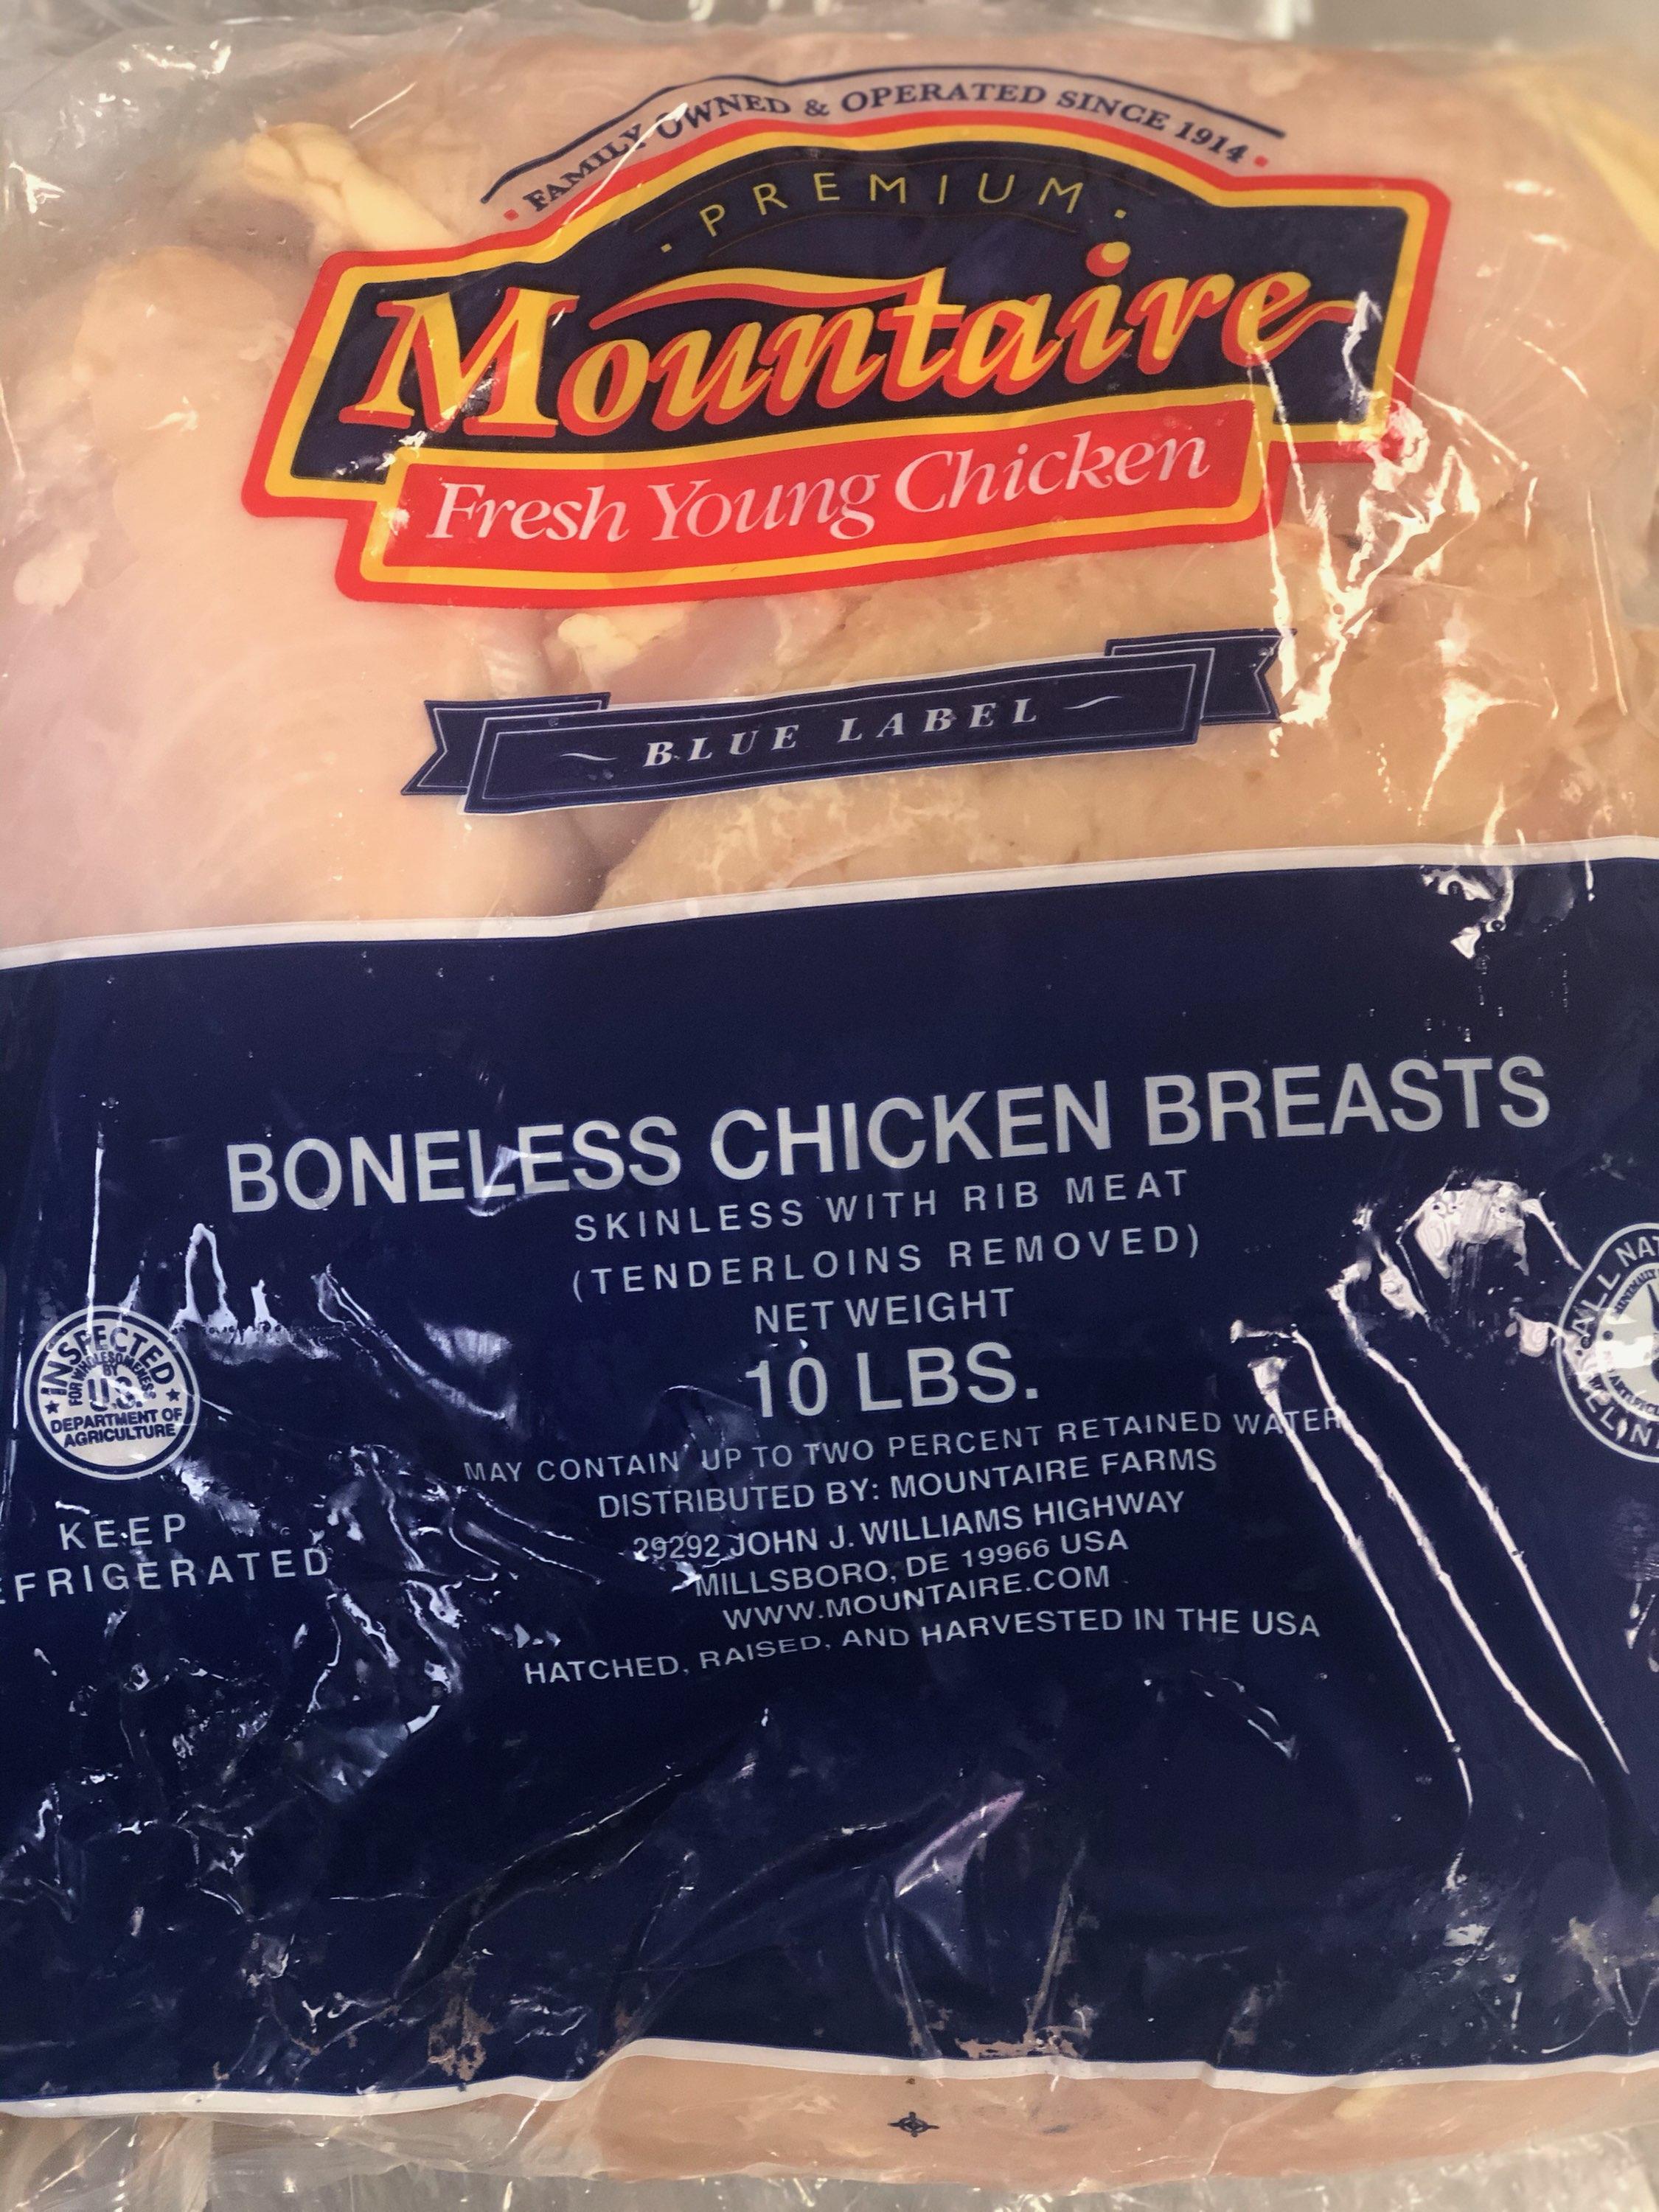 FAMILY OWNED & OPERATED SINCE 1914
PREMIUM
Mountaire
Fresh Young Chicken
BLUE LABEL
BONELESS CHICKEN BREASTS
SKINLESS WITH RIB MEAT
(TENDERLOINS REMOVED)
NET WEIGHT
10 LBS.
MAY CONTAIN UP TO TWO PERCENT RETAINED WATER
DISTRIBUTED BY: MOUNTAIRE FARMS
29292 JOHN J. WILLIAMS HIGHWAY
MILLSBORO, DE 19966 USA
WWW.MOUNTAIRE.COM
HATCHED, RAISED, AND HARVESTED IN THE USA
INSPECTED
FOR WHOLESOMENESS
BY
U.S.
DEPARTMENT OF
AGRICULTURE
KEEP
EFRIGERATED
ALL NAT